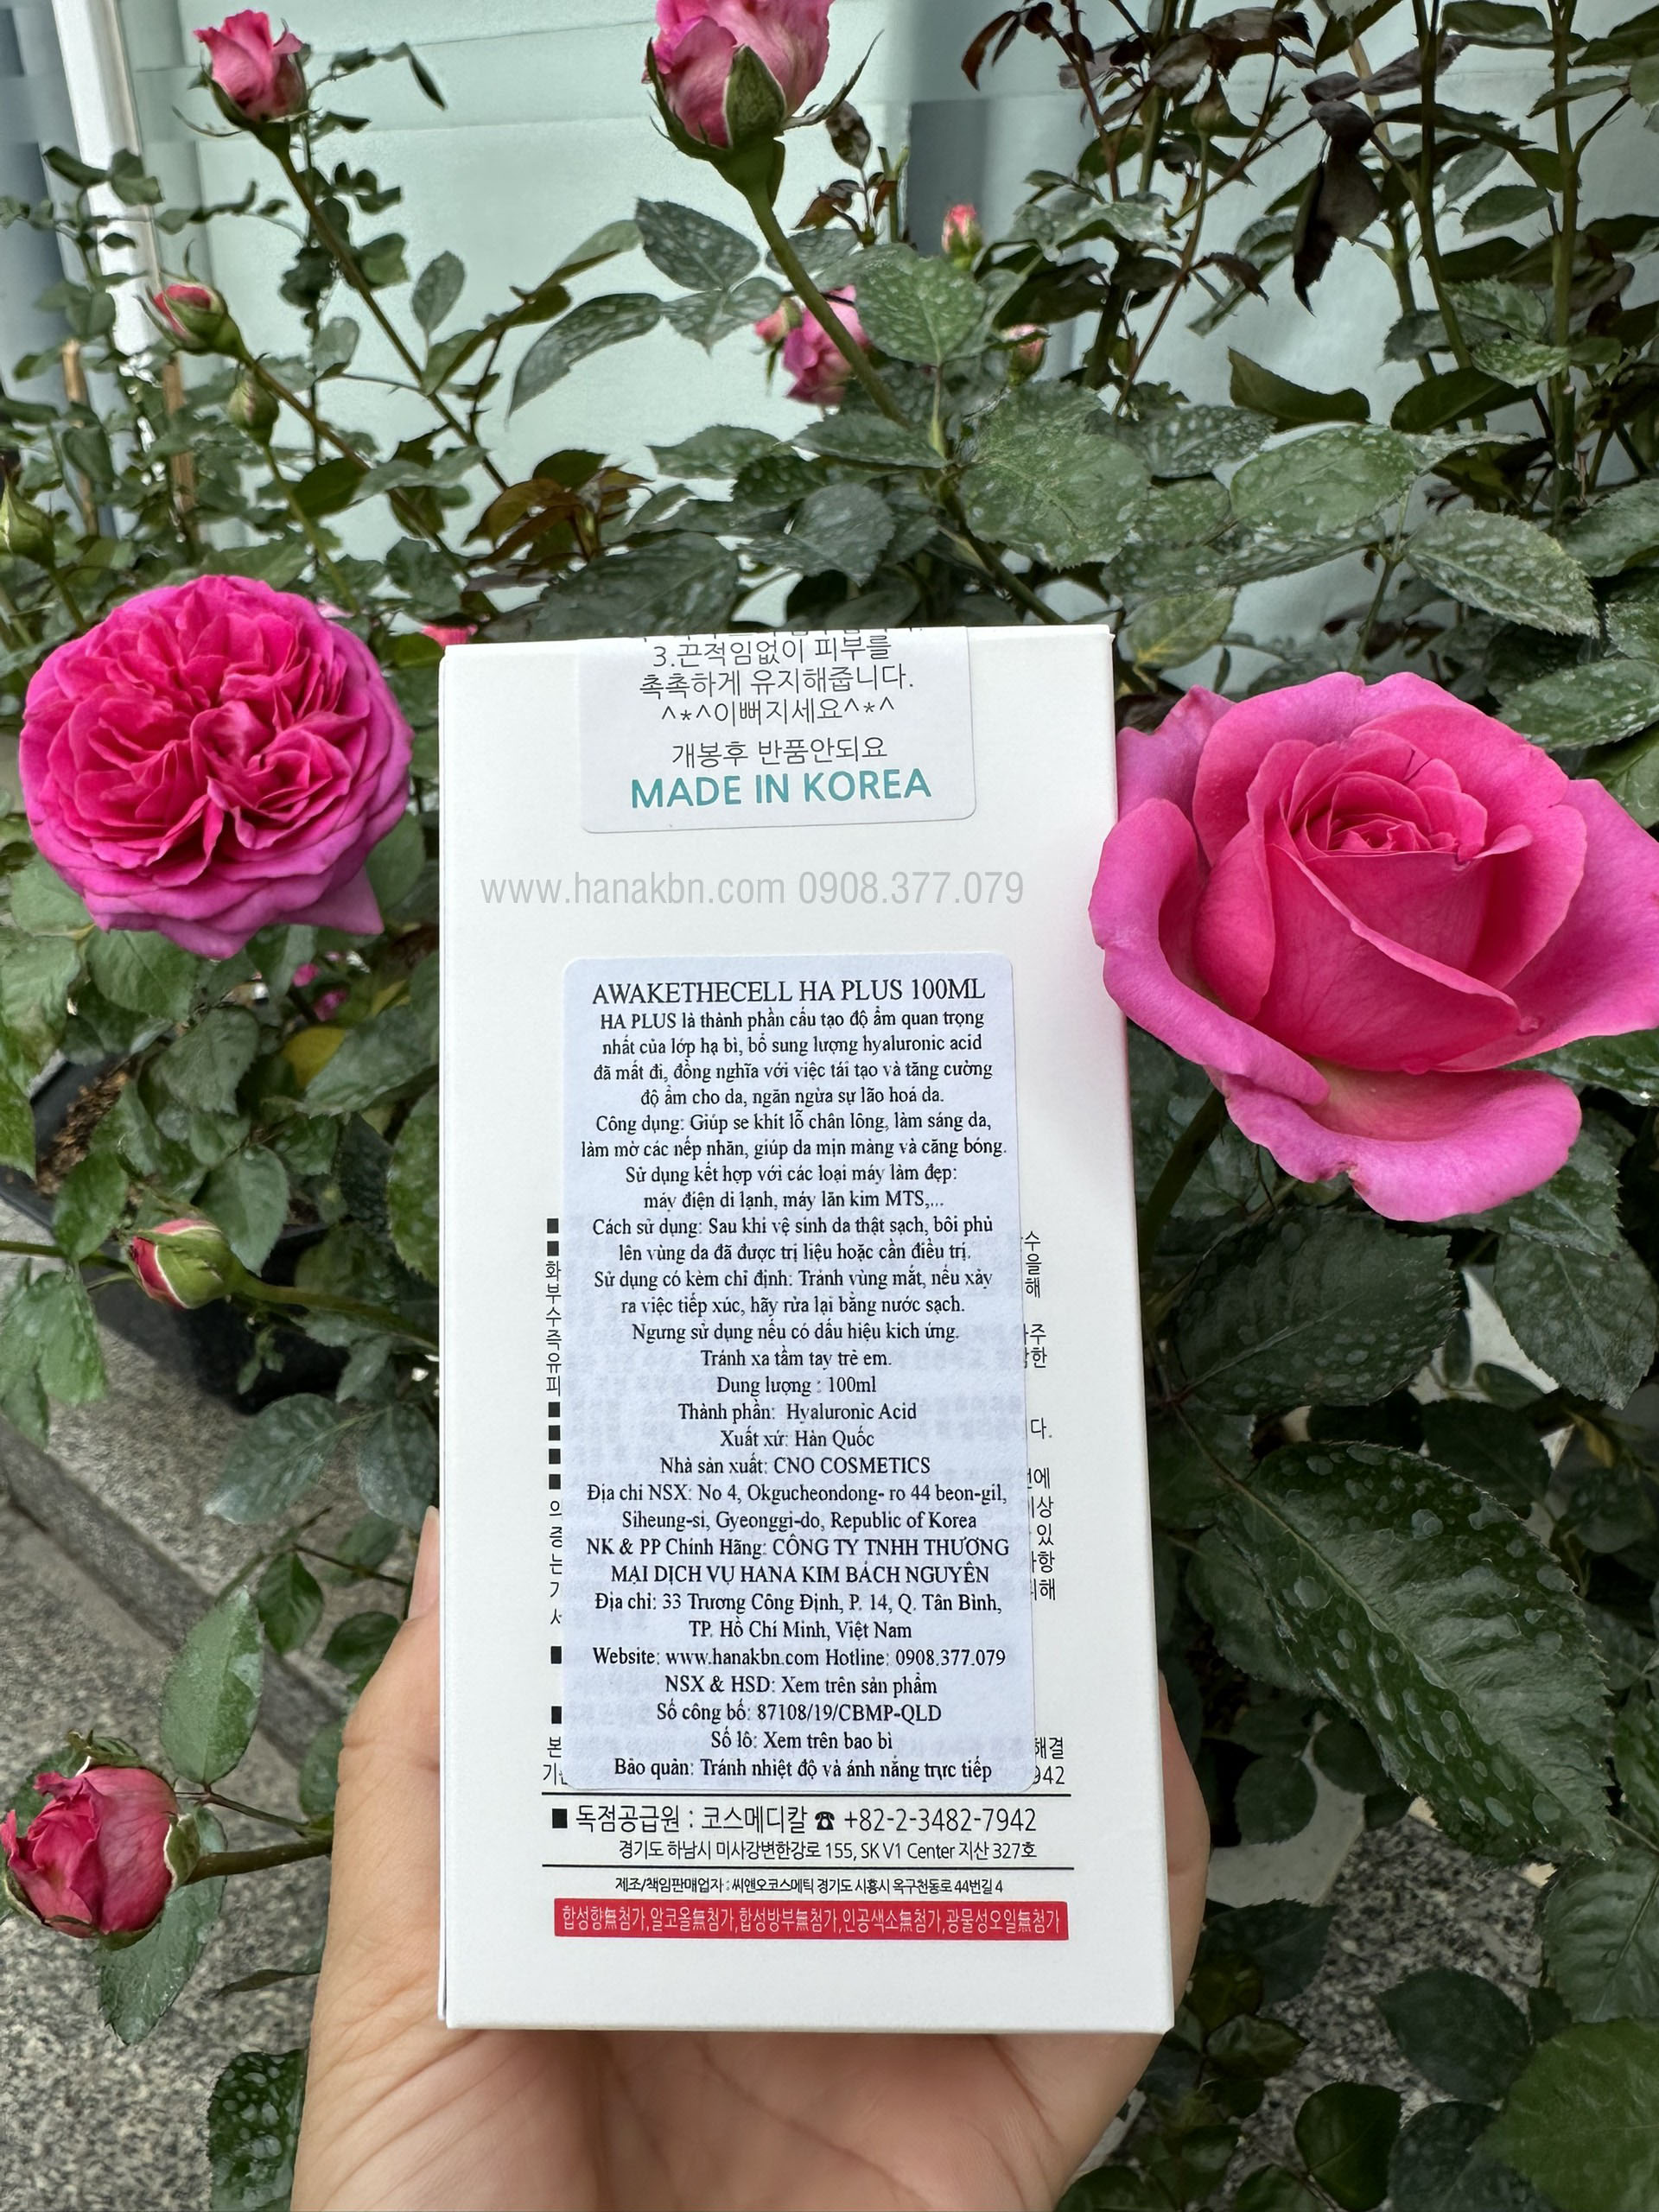 3.끈적임없이 피부를
촉촉하게 유지해줍니다.
^*^이뻐지세요^*^
개봉후 반품안되요
MADE IN KOREA
www.hanakbn.com 0908.377.079
AWAKETHECELL HA PLUS 100ML
HA PLUS là thành phần cấu tạo độ ẩm quan trọng
nhất của lớp hạ bì, bổ sung lượng hyaluronic acid
đã mất đi, đồng nghĩa với việc tái tạo và tăng cường
độ ẩm cho da, ngăn ngừa sự lão hoá da.
Công dụng: Giúp se khít lỗ chân lông, làm sáng da,
làm mờ các nếp nhăn, giúp da mịn màng và căng bóng.
Sử dụng kết hợp với các loại máy làm đẹp:
máy điện di lạnh, máy lăn kim MTS,...
Cách sử dụng: Sau khi vệ sinh da thật sạch, bôi phủ
lên vùng da đã được trị liệu hoặc cần điều trị.
Sử dụng có kèm chỉ định: Tránh vùng mắt, nếu xảy
ra việc tiếp xúc, hãy rửa lại bằng nước sạch.
Ngưng sử dụng nếu có dấu hiệu kích ứng.
Tránh xa tầm tay trẻ em.
Dung lượng : 100ml
Thành phần: Hyaluronic Acid
Xuất xứ: Hàn Quốc
Nhà sản xuất: CNO COSMETICS
Địa chỉ NSX: No 4, Okgucheondong- ro 44 beon-gil,
Siheung-si, Gyeonggi-do, Republic of Korea
NK & PP Chính Hãng: CÔNG TY TNHH THƯƠNG
MẠI DỊCH VỤ HANA KIM BÁCH NGUYÊN
Địa chỉ: 33 Trương Công Định, P. 14, Q. Tân Bình,
TP. Hồ Chí Minh, Việt Nam
Website: www.hanakbn.com Hotline: 0908.377.079
NSX & HSD: Xem trên sản phẩm
Số công bố: 87108/19/CBMP-QLD
Số lô: Xem trên bao bì
Bảo quản: Tránh nhiệt độ và ánh nắng trực tiếp
■ 독점공급원 : 코스메디칼 ☎ +82-2-3482-7942
경기도 하남시 미사강변한강로 155, SK V1 Center 지산 327호
제조/책임판매업자 : 씨앤오코스메틱 경기도 시흥시 옥구천동로 44번길 4
합성향無첨가,알코올無첨가,합성방부無첨가,인공색소無첨가,광물성오일無첨가